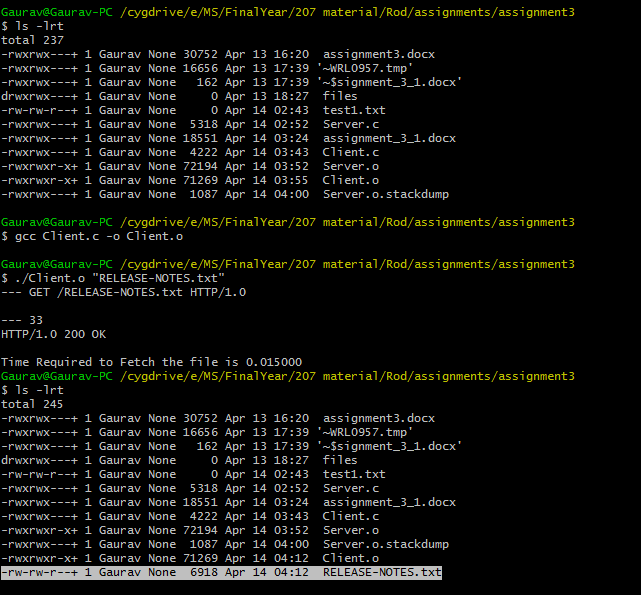 Gaurav@Gaurav-PC /cygdrive/e/MS/FinalYear/207 material/Rod/assignments/assignment3
$ ls -lrt
total 237
-rwxrwx---+ 1 Gaurav None 30752 Apr 13 16:20  assignment3.docx
-rwxrwx---+ 1 Gaurav None 16656 Apr 13 17:39 '~WRL0957.tmp'
-rwxrwx---+ 1 Gaurav None   162 Apr 13 17:39 '~$signment_3_1.docx'
drwxrwx---+ 1 Gaurav None     0 Apr 13 18:27  files
-rw-rw-r--+ 1 Gaurav None     0 Apr 14 02:43  test1.txt
-rwxrwx---+ 1 Gaurav None  5318 Apr 14 02:52  Server.c
-rwxrwx---+ 1 Gaurav None 18551 Apr 14 03:24  assignment_3_1.docx
-rwxrwx---+ 1 Gaurav None  4222 Apr 14 03:43  Client.c
-rwxrwxr-x+ 1 Gaurav None 72194 Apr 14 03:52  Server.o
-rwxrwxr-x+ 1 Gaurav None 71269 Apr 14 03:55  Client.o
-rwxrwx---+ 1 Gaurav None  1087 Apr 14 04:00  Server.o.stackdump
Gaurav@Gaurav-PC /cygdrive/e/MS/FinalYear/207 material/Rod/assignments/assignment3
$ gcc Client.c -o Client.o
Gaurav@Gaurav-PC /cygdrive/e/MS/FinalYear/207 material/Rod/assignments/assignment3
$ ./Client.o "RELEASE-NOTES.txt"
--- GET /RELEASE-NOTES.txt HTTP/1.0
--- 33
HTTP/1.0 200 OK
Time Required to Fetch the file is 0.015000
Gaurav@Gaurav-PC /cygdrive/e/MS/FinalYear/207 material/Rod/assignments/assignment3
$ ls -lrt
total 245
-rwxrwx---+ 1 Gaurav None 30752 Apr 13 16:20  assignment3.docx
-rwxrwx---+ 1 Gaurav None 16656 Apr 13 17:39 '~WRL0957.tmp'
-rwxrwx---+ 1 Gaurav None   162 Apr 13 17:39 '~$signment_3_1.docx'
drwxrwx---+ 1 Gaurav None     0 Apr 13 18:27  files
-rw-rw-r--+ 1 Gaurav None     0 Apr 14 02:43  test1.txt
-rwxrwx---+ 1 Gaurav None  5318 Apr 14 02:52  Server.c
-rwxrwx---+ 1 Gaurav None 18551 Apr 14 03:24  assignment_3_1.docx
-rwxrwx---+ 1 Gaurav None  4222 Apr 14 03:43  Client.c
-rwxrwxr-x+ 1 Gaurav None 72194 Apr 14 03:52  Server.o
-rwxrwx---+ 1 Gaurav None  1087 Apr 14 04:00  Server.o.stackdump
-rwxrwxr-x+ 1 Gaurav None 71269 Apr 14 04:12  Client.o
-rw-rw-r--+ 1 Gaurav None  6918 Apr 14 04:12  RELEASE-NOTES.txt